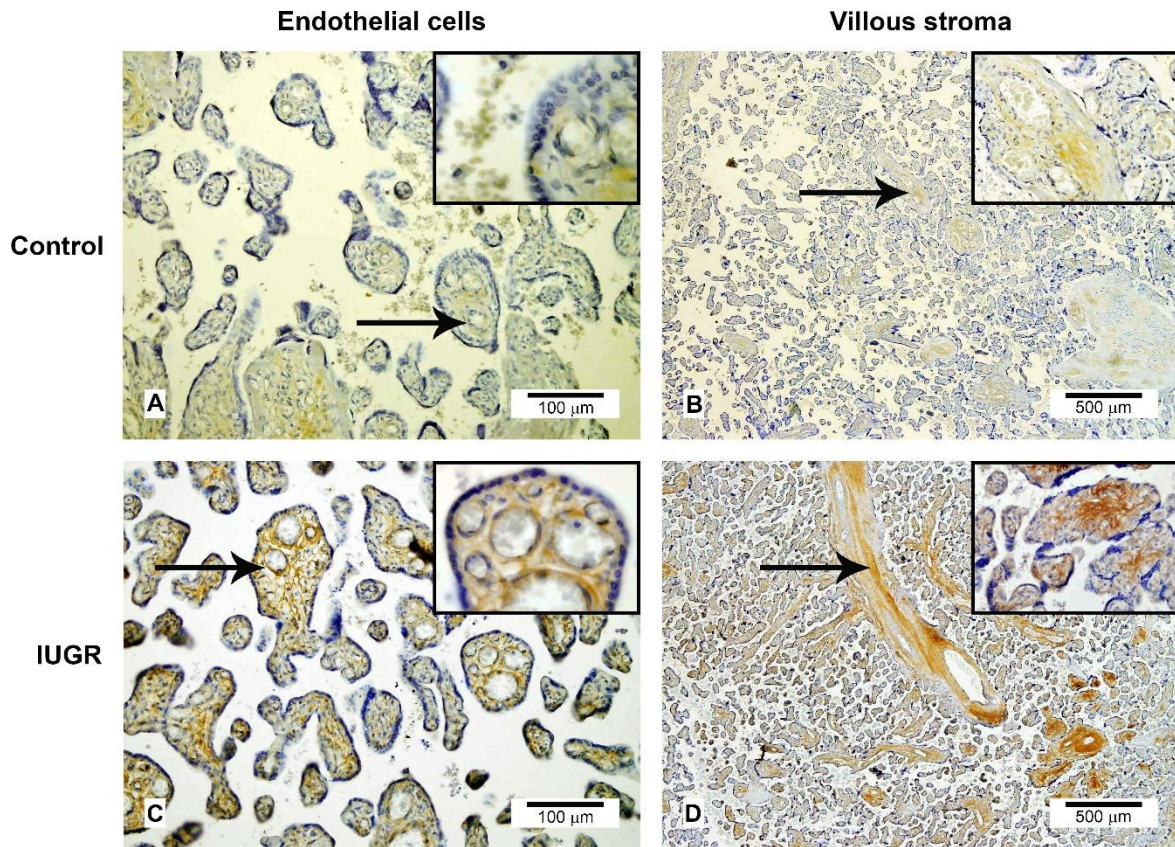 Endothelial cells
Villous stroma
Control
A
100 μm
B
500 μm
IUGR
C
100 μm
D
500 μm